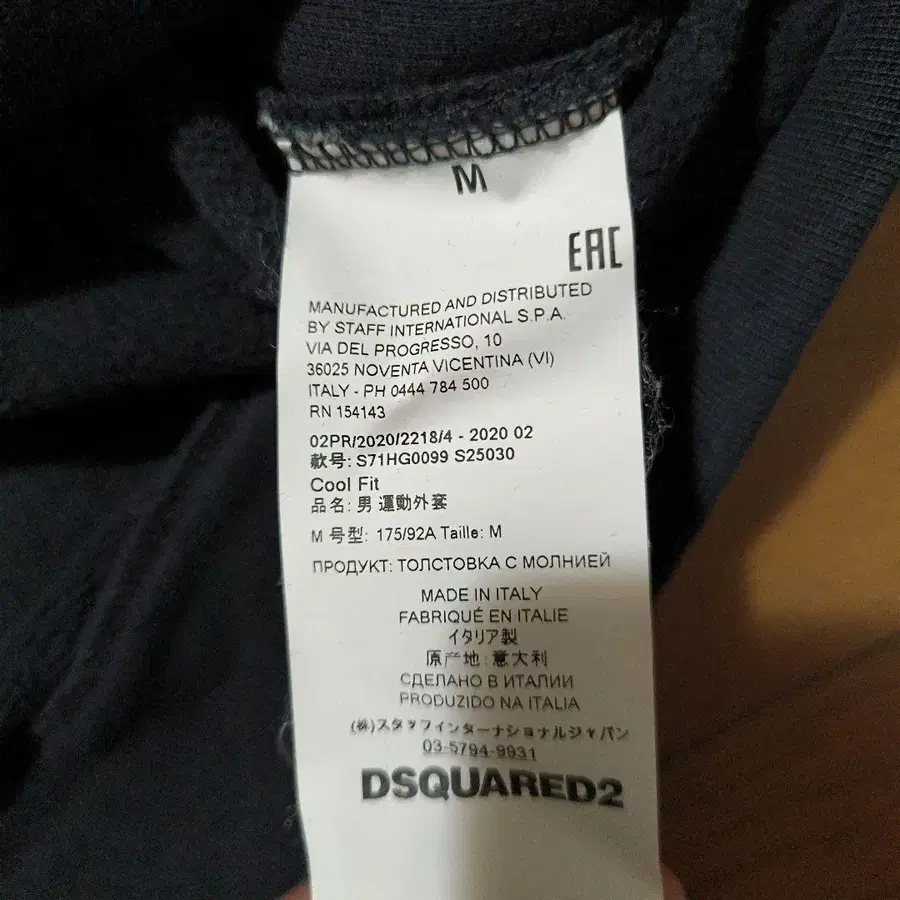 M
EAC
MANUFACTURED AND DISTRIBUTED
BY STAFF INTERNATIONAL S.P.A.
VIA DEL PROGRESSO, 10
36025 NOVENTA VICENTINA (VI)
ITALY - PH 0444 784 500
RN 154143
02PR/2020/2218/4 - 2020 02
款号: S71HG0099 S25030
Cool Fit
品名: 男 運動外套
M 号型: 175/92A Taille: M
ПРОДУКТ: ТОЛСТОВКА С МОЛНИЕЙ
MADE IN ITALY
FABRIQUÉ EN ITALIE
イタリア製
原产地: 意大利
СДЕЛАНО В ИТАЛИИ
PRODUZIDO NA ITALIA
(株)スタッフインターナショナルジャパン
03-5794-9931
DSQUARED2